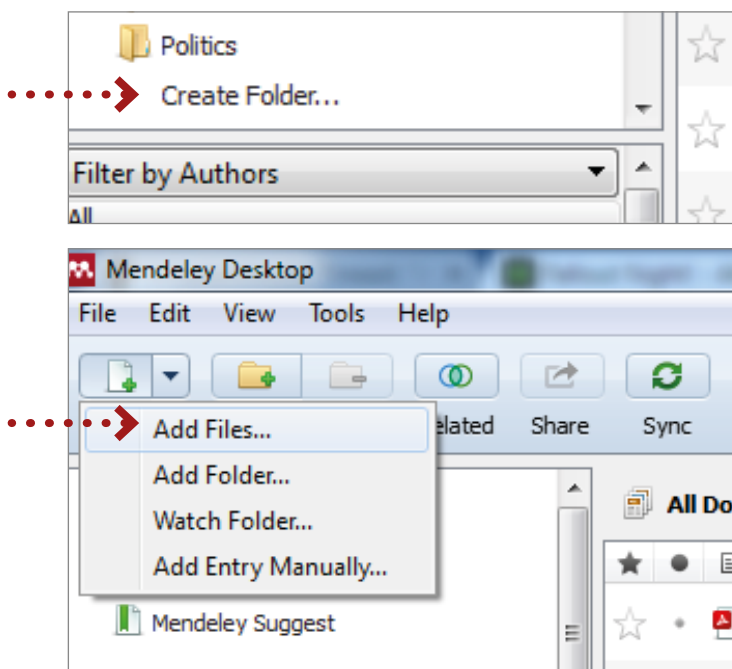 Politics
Create Folder...
Filter by Authors
All
Mendeley Desktop
File Edit View Tools Help
elated Share Sync
Add Files...
Add Folder...
Watch Folder...
Add Entry Manually...
All Do
Mendeley Suggest